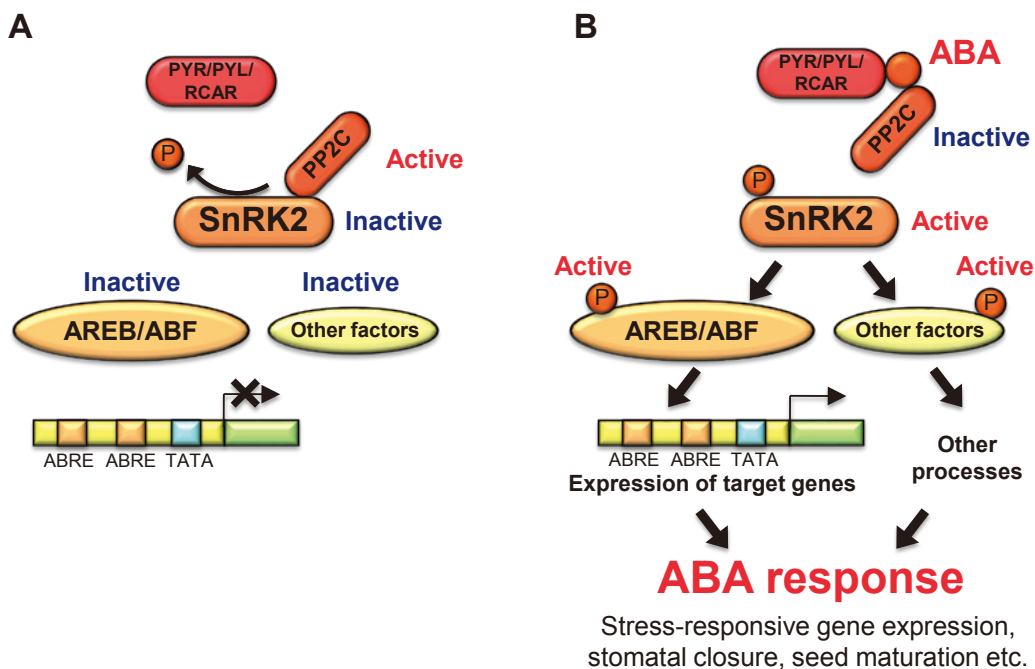 A
PYR/PYL/
RCAR
P
PP2C
Active
SnRK2
Inactive
Inactive
Inactive
AREB/ABF
Other factors
ABRE
ABRE
TATA
B
PYR/PYL/
RCAR
ABA
PP2C
Inactive
P
SnRK2
Active
Active
Active
P
P
AREB/ABF
Other factors
ABRE
ABRE
TATA
Expression of target genes
Other
processes
ABA response
Stress-responsive gene expression,
stomatal closure, seed maturation etc.